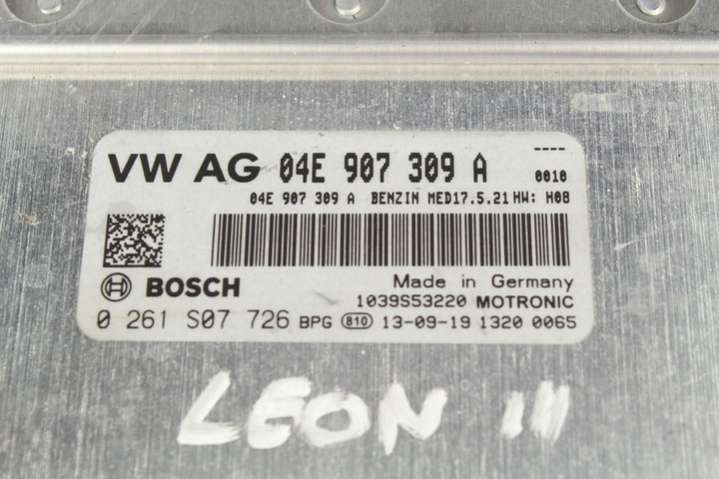 VW AG 04E 907 309 A ---- 0010
04E 907 309 A BENZIN MED17.5.21 HW: H08
BOSCH Made in Germany
1039S53220 MOTRONIC
0 261 S07 726 BPG 810 13-09-19 1320 0065
LEON III